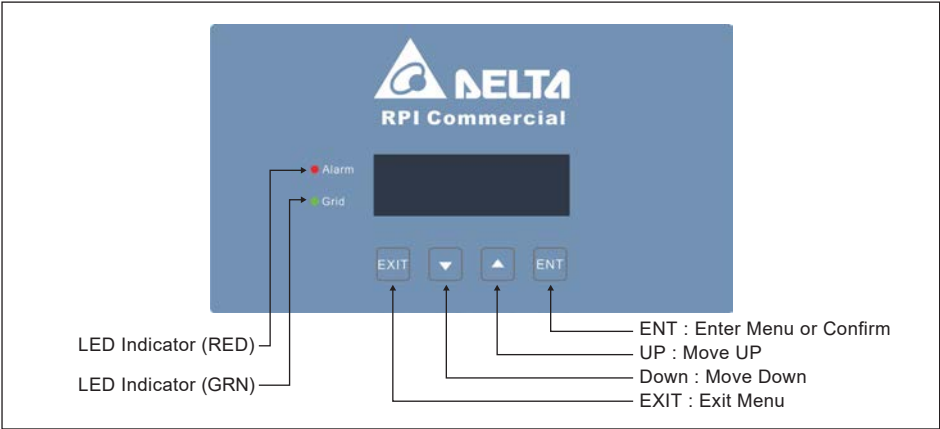 DELTA
RPI Commercial
Alarm
Grid
EXIT
ENT
LED Indicator (RED)
LED Indicator (GRN)
ENT : Enter Menu or Confirm
UP : Move UP
Down : Move Down
EXIT : Exit Menu